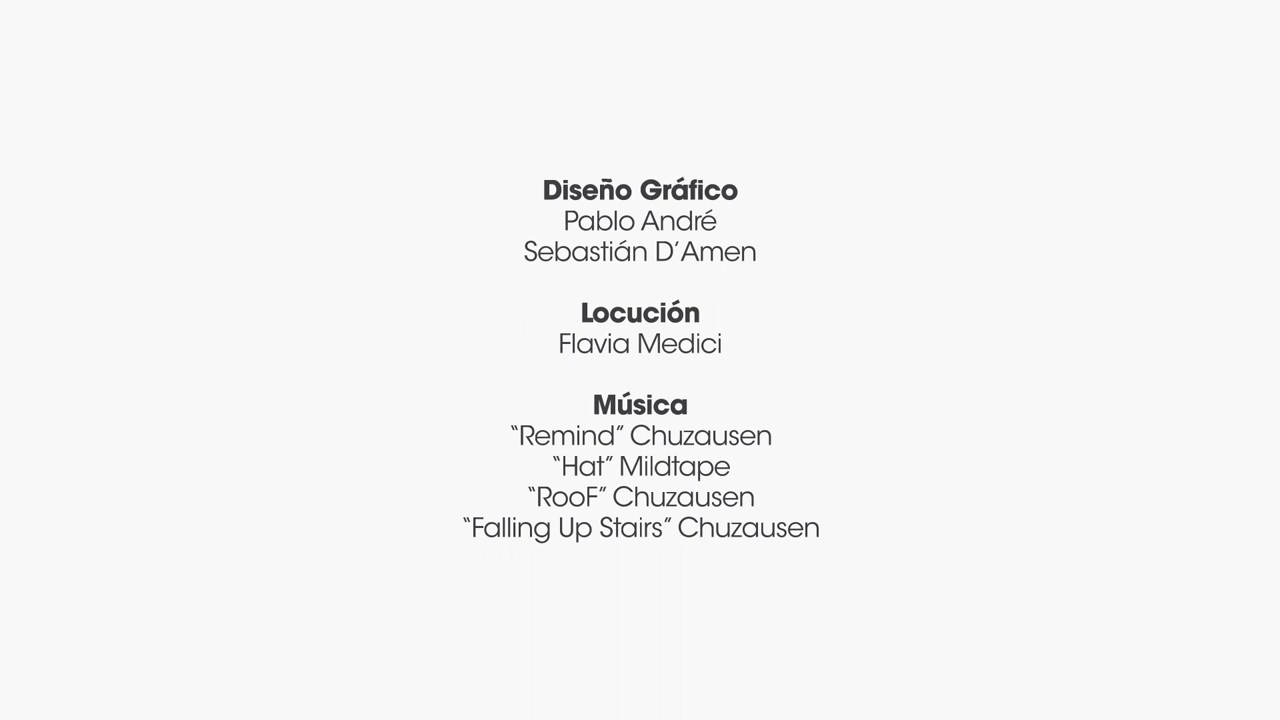 Diseño Gráfico
Pablo André
Sebastián D’Amen
Locución
Flavia Medici
Música
“Remind” Chuzausen
“Hat” Mildtape
“RooF” Chuzausen
“Falling Up Stairs” Chuzausen